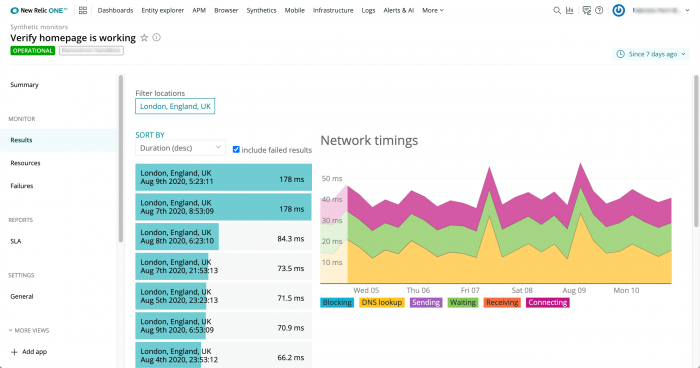 New Relic ONE™
Dashboards Entity explorer APM Browser Synthetics Mobile Infrastructure Logs Alerts & AI More
Synthetic monitors
Verify homepage is working
OPERATIONAL
Since 7 days ago
Summary
MONITOR
Results
Resources
Failures
REPORTS
SLA
SETTINGS
General
MORE VIEWS
+ Add app
Filter locations
London, England, UK
SORT BY
Duration (desc)
include failed results
London, England, UK
Aug 9th 2020, 5:23:11 178 ms
London, England, UK
Aug 7th 2020, 8:53:09 178 ms
London, England, UK
Aug 8th 2020, 6:23:10 84.3 ms
London, England, UK
Aug 7th 2020, 21:53:13 73.5 ms
London, England, UK
Aug 5th 2020, 23:23:13 71.5 ms
London, England, UK
Aug 9th 2020, 6:53:09 70.9 ms
London, England, UK
Aug 4th 2020, 23:53:12 66.2 ms
Network timings
50 ms
40 ms
30 ms
20 ms
10 ms
Wed 05 Thu 06 Fri 07 Sat 08 Aug 09 Mon 10
Blocking DNS lookup Sending Waiting Receiving Connecting